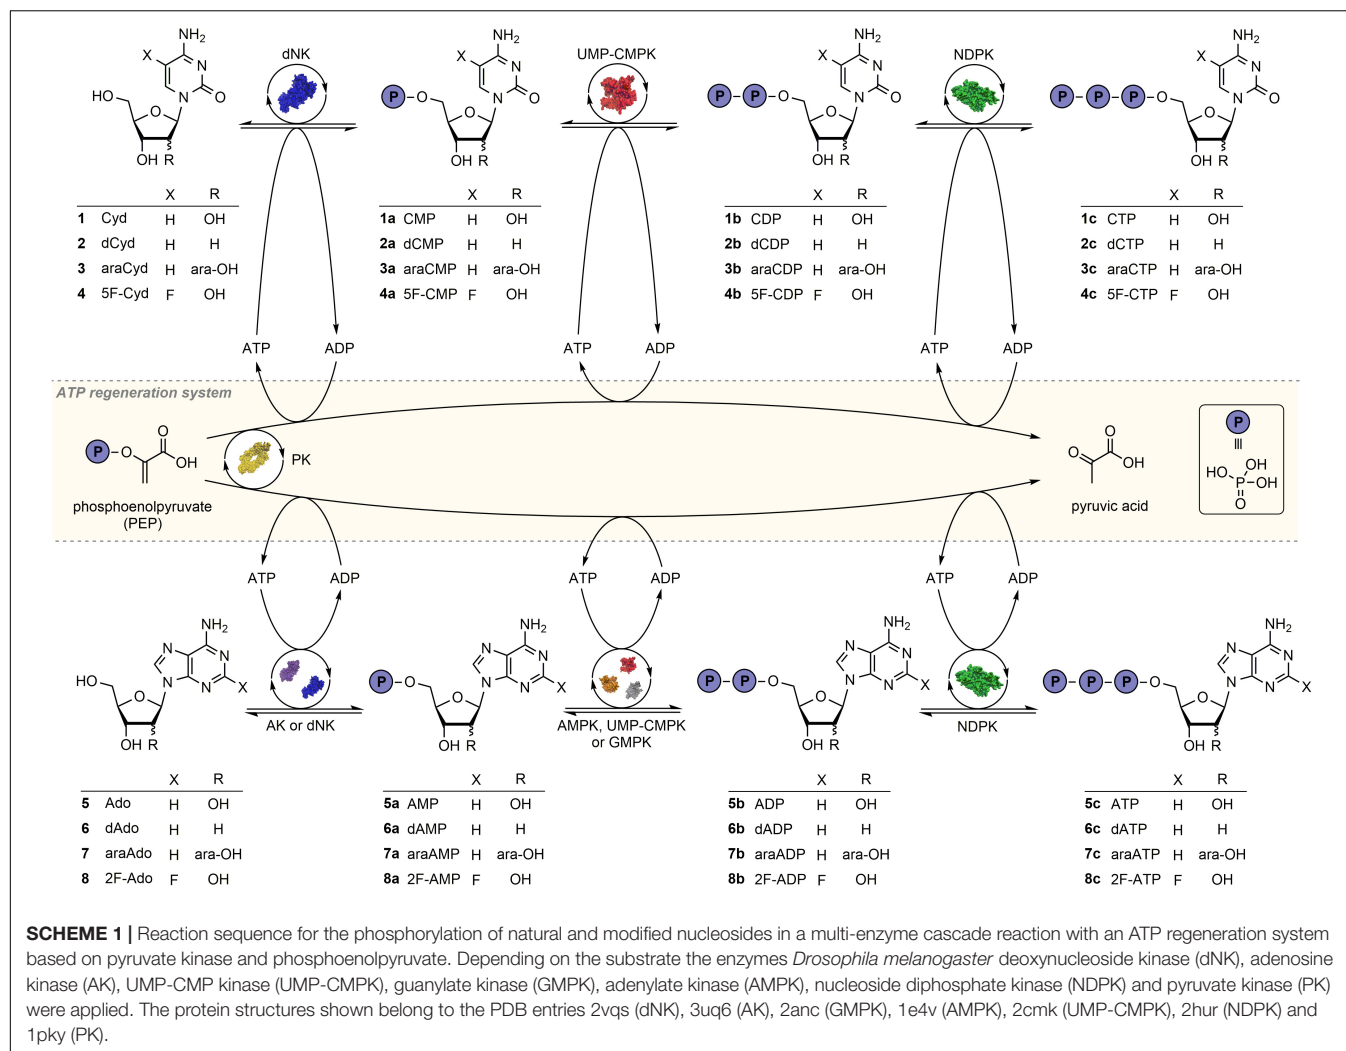 dNK
UMP-CMPK
NDPK
X NH2 N N O HO O OH R
P O X NH2 N N O O OH R
P P O X NH2 N N O O OH R
P P P O X NH2 N N O O OH R
X R
1 Cyd H OH
2 dCyd H H
3 araCyd H ara-OH
4 5F-Cyd F OH
X R
1a CMP H OH
2a dCMP H H
3a araCMP H ara-OH
4a 5F-CMP F OH
X R
1b CDP H OH
2b dCDP H H
3b araCDP H ara-OH
4b 5F-CDP F OH
X R
1c CTP H OH
2c dCTP H H
3c araCTP H ara-OH
4c 5F-CTP F OH
ATP ADP
ATP ADP
ATP ADP
ATP regeneration system
P O O OH
phosphoenolpyruvate
(PEP)
PK
O O OH
pyruvic acid
P
≡
HO OH
P OH
O
ATP ADP
ATP ADP
ATP ADP
HO O OH R N N N N NH2 X
AK or dNK
P O O OH R N N N N NH2 X
AMPK, UMP-CMPK
or GMPK
P P O O OH R N N N N NH2 X
NDPK
P P P O O OH R N N N N NH2 X
X R
5 Ado H OH
6 dAdo H H
7 araAdo H ara-OH
8 2F-Ado F OH
X R
5a AMP H OH
6a dAMP H H
7a araAMP H ara-OH
8a 2F-AMP F OH
X R
5b ADP H OH
6b dADP H H
7b araADP H ara-OH
8b 2F-ADP F OH
X R
5c ATP H OH
6c dATP H H
7c araATP H ara-OH
8c 2F-ATP F OH
SCHEME 1 | Reaction sequence for the phosphorylation of natural and modified nucleosides in a multi-enzyme cascade reaction with an ATP regeneration system
based on pyruvate kinase and phosphoenolpyruvate. Depending on the substrate the enzymes Drosophila melanogaster deoxynucleoside kinase (dNK), adenosine
kinase (AK), UMP-CMP kinase (UMP-CMPK), guanylate kinase (GMPK), adenylate kinase (AMPK), nucleoside diphosphate kinase (NDPK) and pyruvate kinase (PK)
were applied. The protein structures shown belong to the PDB entries 2vqs (dNK), 3uq6 (AK), 2anc (GMPK), 1e4v (AMPK), 2cmk (UMP-CMPK), 2hur (NDPK) and
1pky (PK).